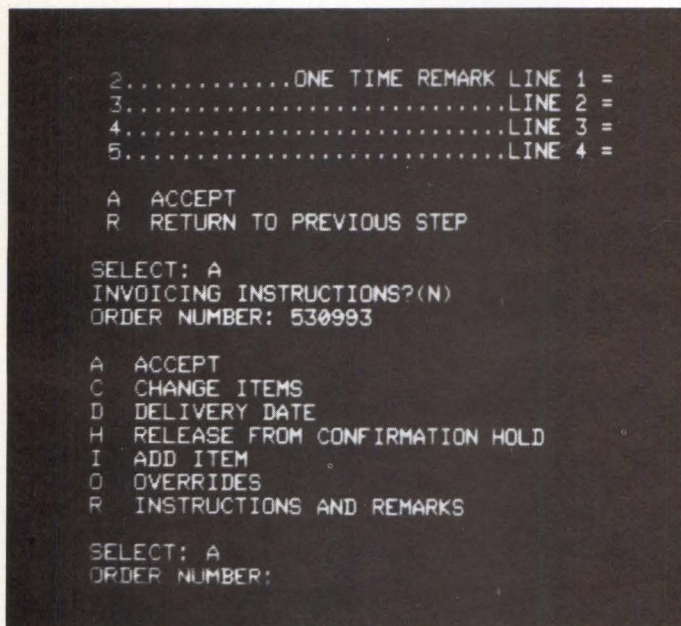 2.............ONE TIME REMARK LINE 1 =
3.............................LINE 2 =
4.............................LINE 3 =
5.............................LINE 4 =
A ACCEPT
R RETURN TO PREVIOUS STEP
SELECT: A
INVOICING INSTRUCTIONS?(N)
ORDER NUMBER: 530993
A ACCEPT
C CHANGE ITEMS
D DELIVERY DATE
H RELEASE FROM CONFIRMATION HOLD
I ADD ITEM
O OVERRIDES
R INSTRUCTIONS AND REMARKS
SELECT: A
ORDER NUMBER: